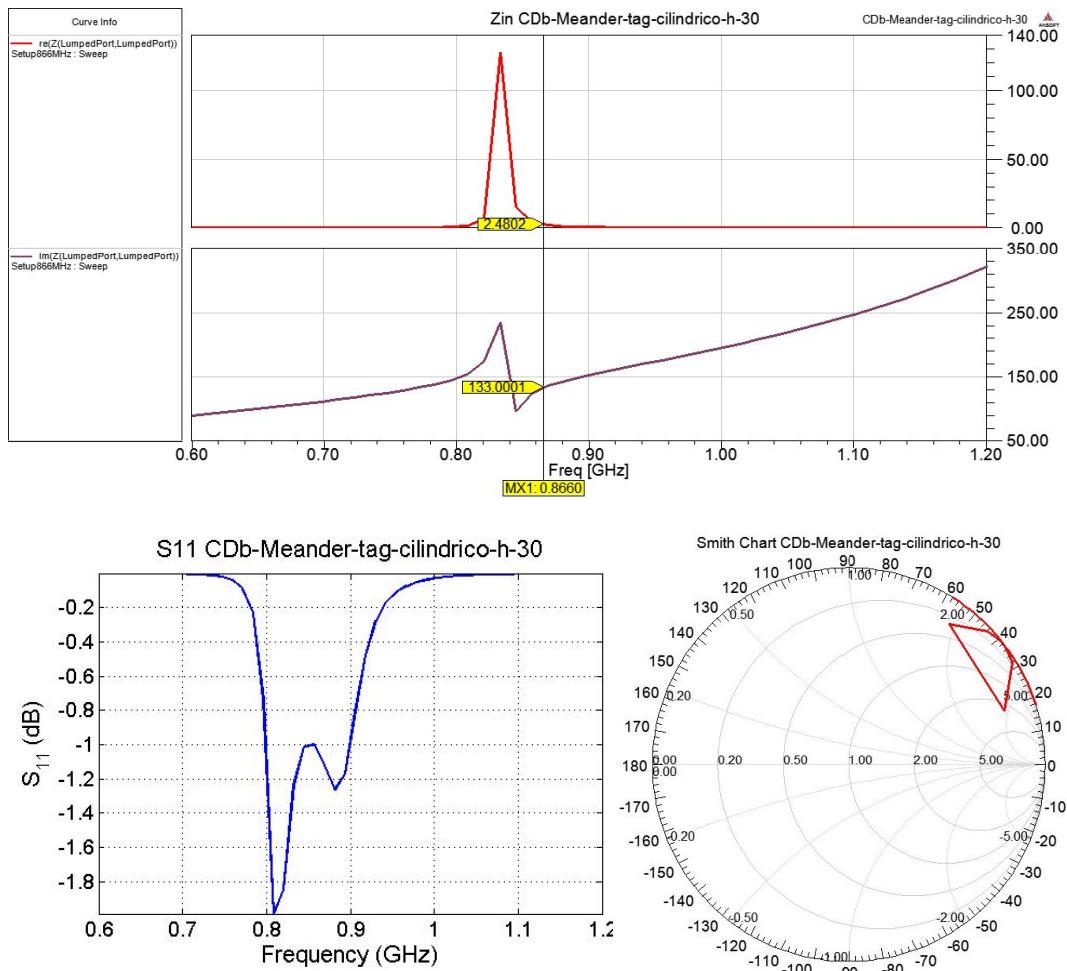 Curve Info
re(Z(LumpedPort,LumpedPort))
Setup866MHz : Sweep
Zin CDb-Meander-tag-cilindrico-h-30
CDb-Meander-tag-cilindrico-h-30
ANSOFT
140.00
100.00
50.00
0.00
2.4802
im(Z(LumpedPort,LumpedPort))
Setup866MHz : Sweep
350.00
250.00
150.00
50.00
133.0001
0.60 0.70 0.80 0.90 1.00 1.10 1.20
Freq [GHz]
MX1: 0.8660
S11 CDb-Meander-tag-cilindrico-h-30
-0.2
-0.4
-0.6
-0.8
-1
-1.2
-1.4
-1.6
-1.8
S11 (dB)
0.6 0.7 0.8 0.9 1 1.1 1.2
Frequency (GHz)
Smith Chart CDb-Meander-tag-cilindrico-h-30
90
100 80
110 70
120 60
130 50
140 40
150 30
160 20
170 10
180 0
-170 -10
-160 -20
-150 -30
-140 -40
-130 -50
-120 -60
-110 -70
-100 -80
-90
1.00
0.50 2.00
0.20 5.00
0.00 0.20 0.50 1.00 2.00 5.00
0.00
-0.20 -5.00
-0.50 -2.00
-1.00